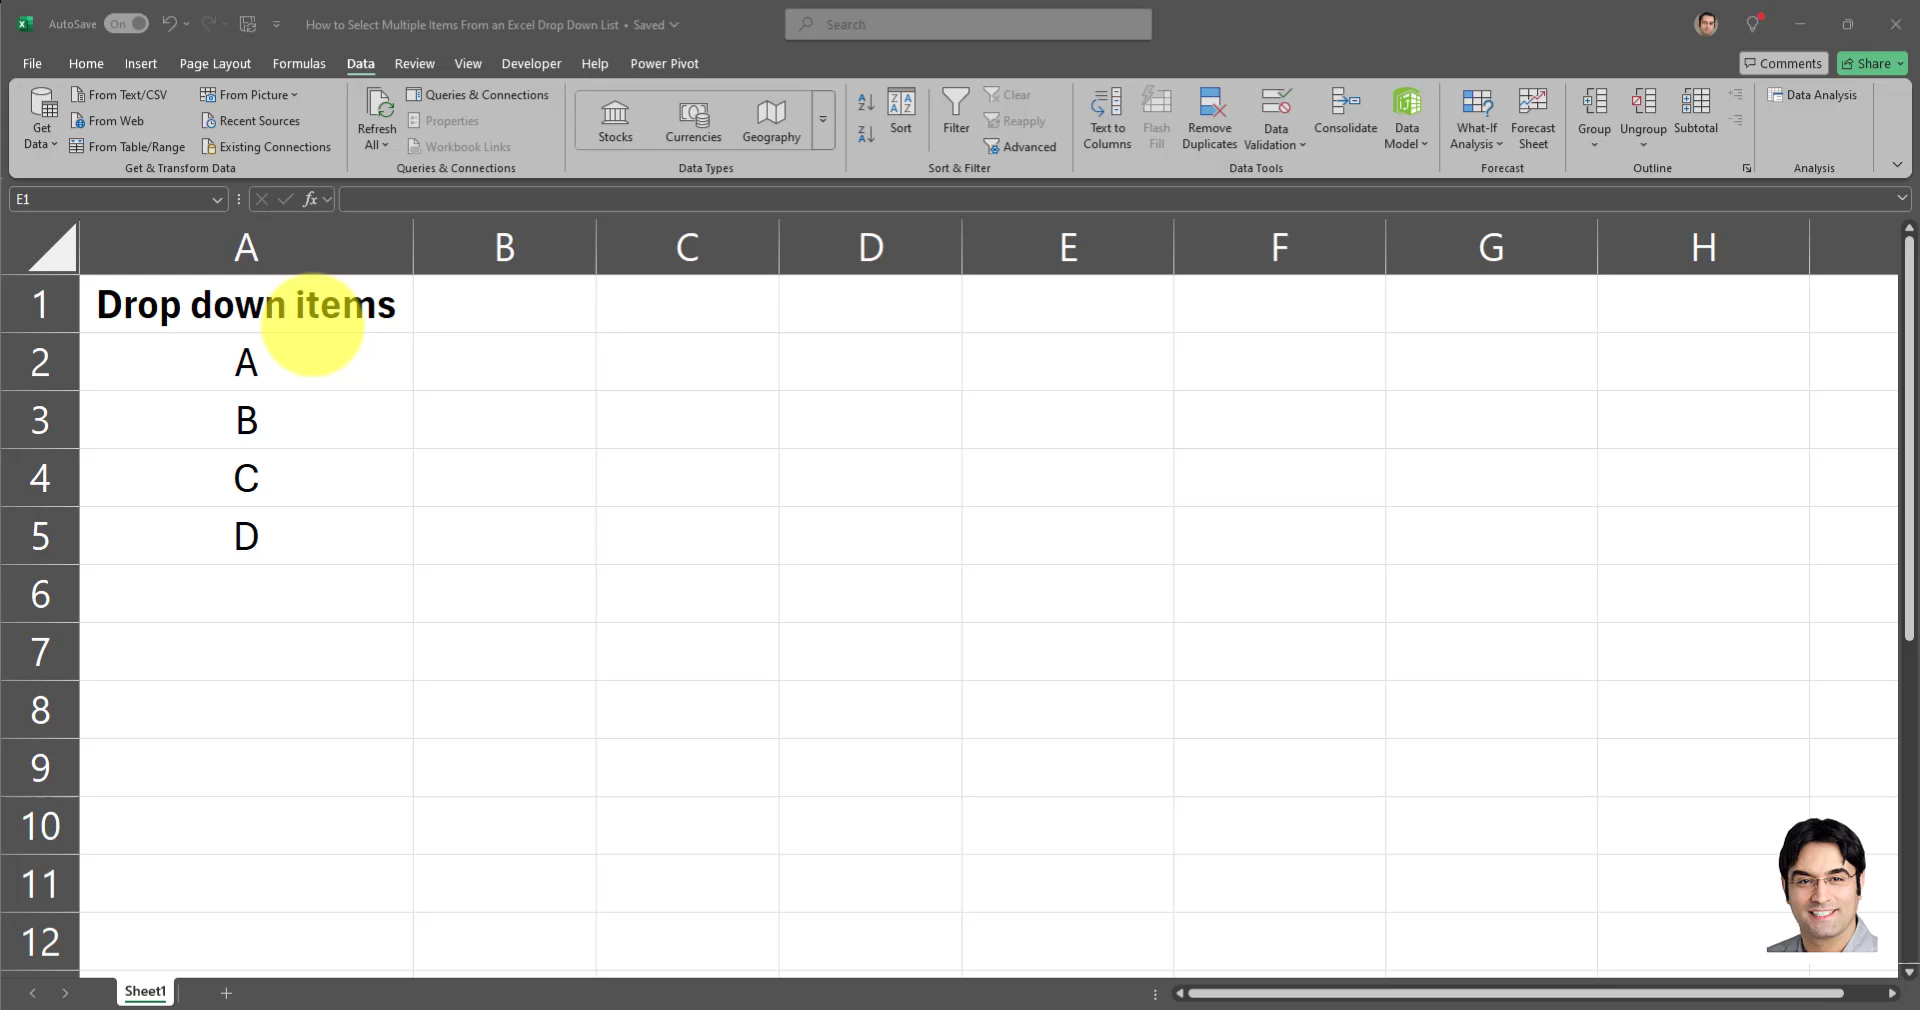 AutoSave On How to Select Multiple Items From an Excel Drop Down List • Saved Search
File Home Insert Page Layout Formulas Data Review View Developer Help Power Pivot Comments Share
Get Data
From Text/CSV
From Web
From Table/Range
From Picture
Recent Sources
Existing Connections
Get & Transform Data
Refresh All
Queries & Connections
Properties
Workbook Links
Queries & Connections
Stocks Currencies Geography
Data Types
Sort
Filter
Clear
Reapply
Advanced
Sort & Filter
Text to Columns
Flash Fill
Remove Duplicates
Data Validation
Consolidate
Data Model
Data Tools
What-If Analysis
Forecast Sheet
Forecast
Group
Ungroup
Subtotal
Outline
Data Analysis
Analysis
E1 fx
A B C D E F G H
1 Drop down items
2 A
3 B
4 C
5 D
6
7
8
9
10
11
12
Sheet1